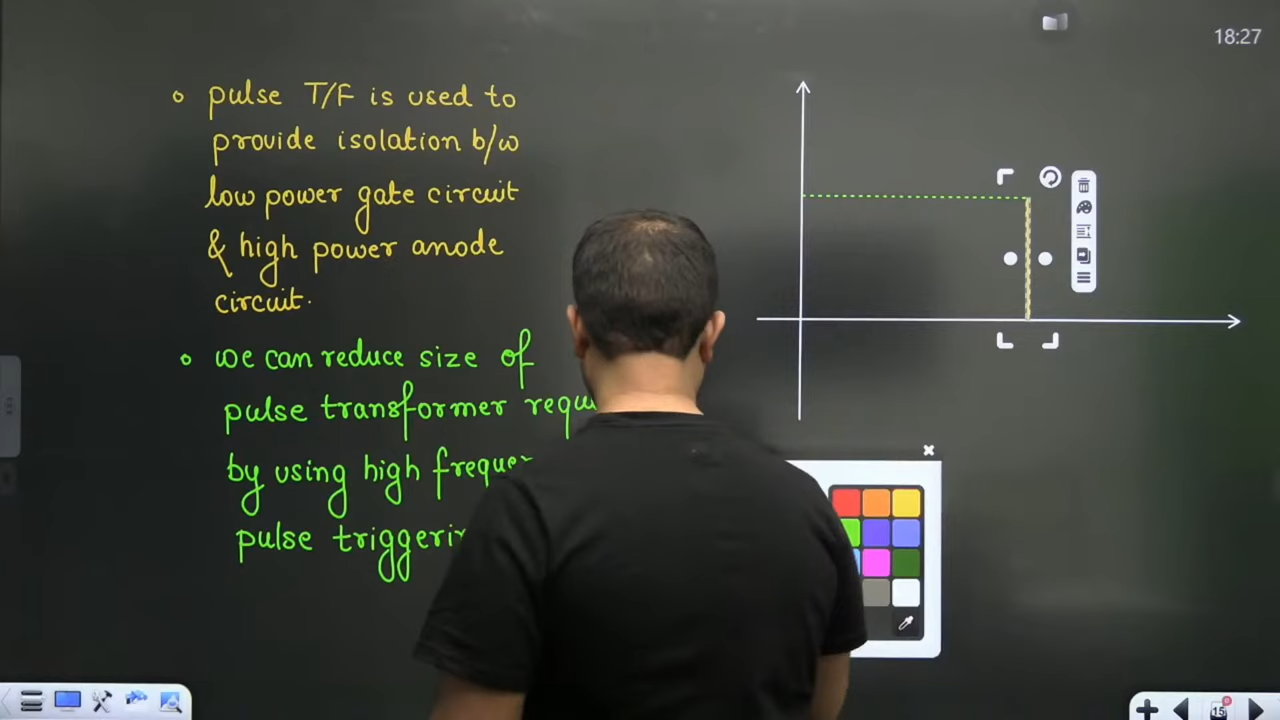 18:27
• pulse T/F is used to
provide isolation b/w
low power gate circuit
& high power anode
circuit.
• we can reduce size of
pulse transformer
by using high
pulse
15